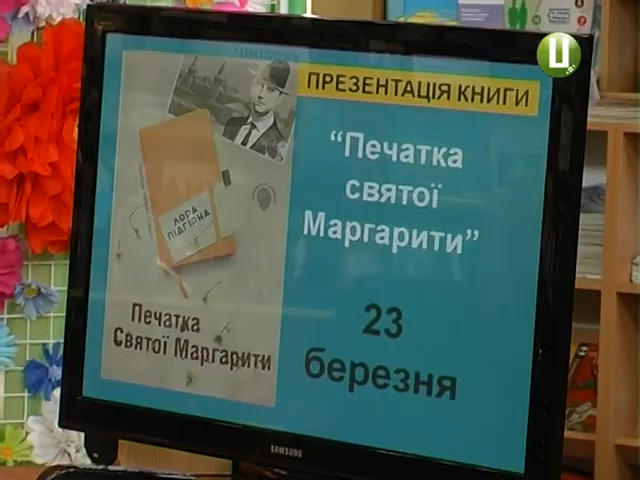 ПРЕЗЕНТАЦІЯ КНИГИ
“Печатка
святої
Маргарити”
23
березня
ЛОРА
ПІДГІРНА
Печатка
Святої Маргарити
SAMSUNG
Ц